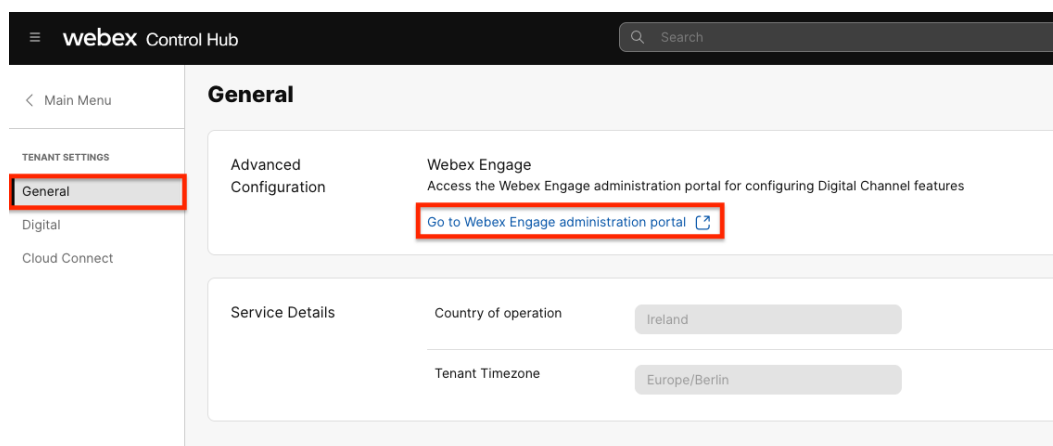 webex Control Hub
Search
Main Menu
TENANT SETTINGS
General
Digital
Cloud Connect
General
Advanced
Configuration
Webex Engage
Access the Webex Engage administration portal for configuring Digital Channel features
Go to Webex Engage administration portal
Service Details
Country of operation
Ireland
Tenant Timezone
Europe/Berlin